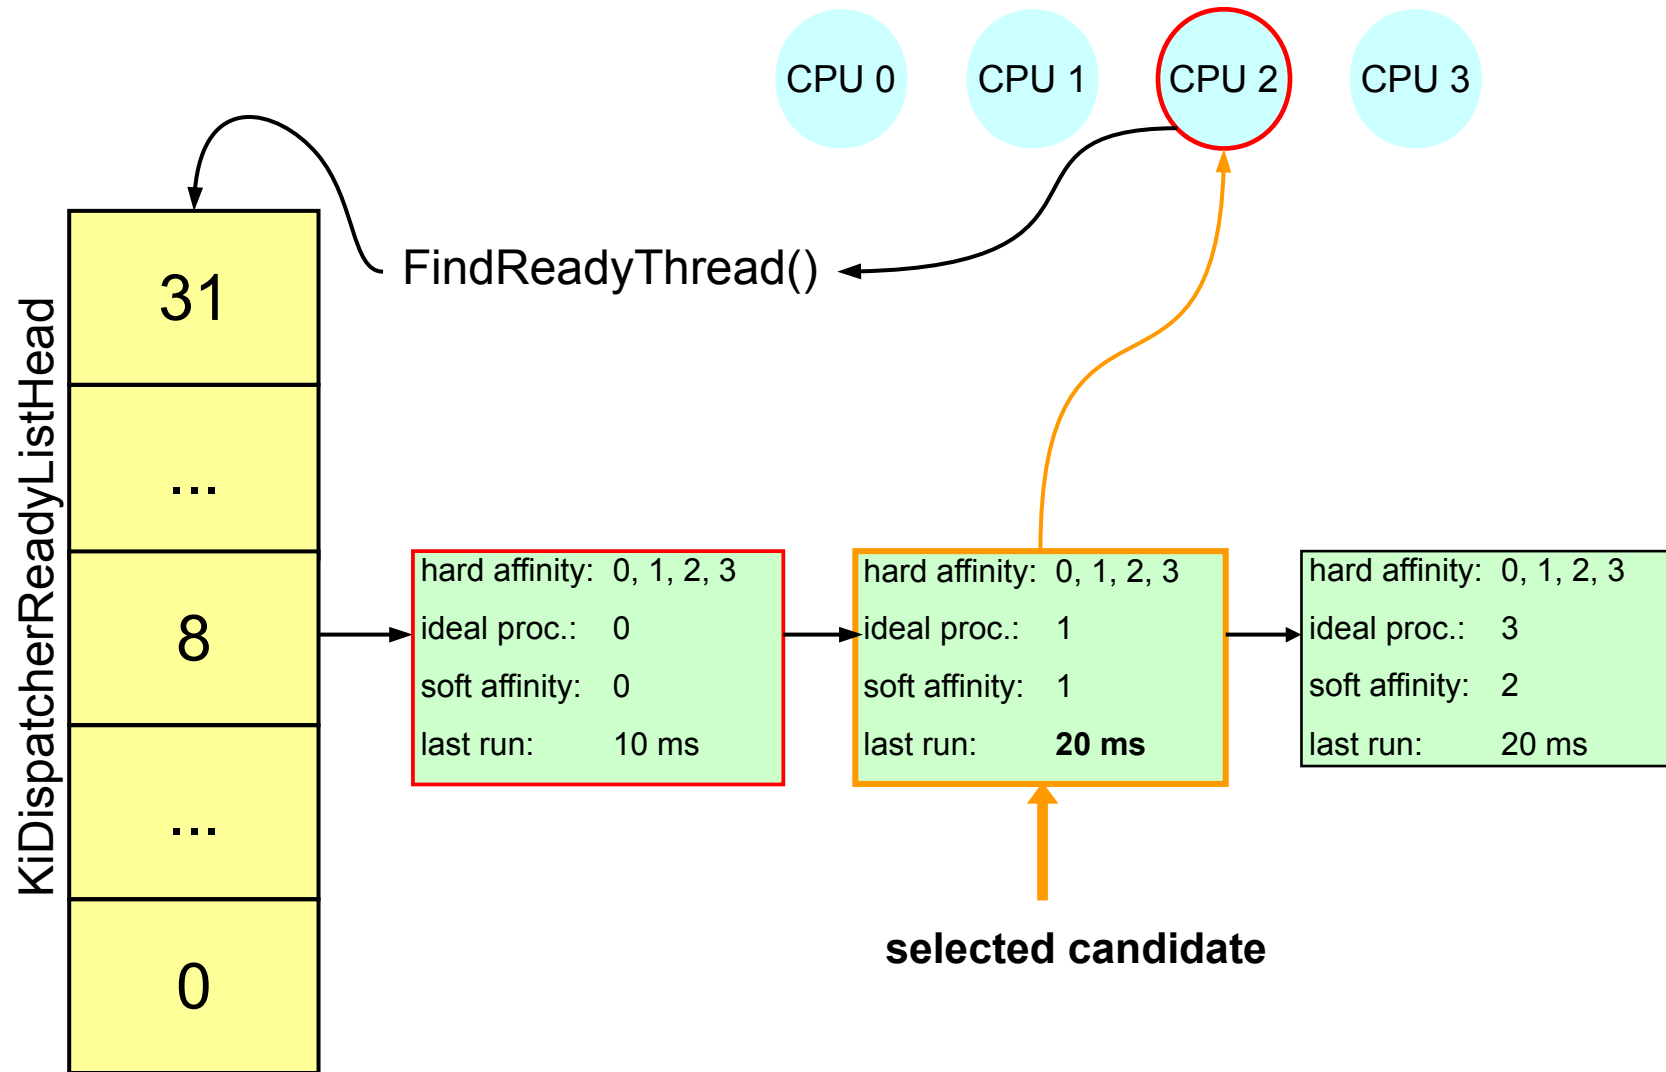 CPU 0
CPU 1
CPU 2
CPU 3
FindReadyThread()
KiDispatcherReadyListHead
31
...
8
...
0
hard affinity: 0, 1, 2, 3
ideal proc.: 0
soft affinity: 0
last run: 10 ms
hard affinity: 0, 1, 2, 3
ideal proc.: 1
soft affinity: 1
last run: 20 ms
hard affinity: 0, 1, 2, 3
ideal proc.: 3
soft affinity: 2
last run: 20 ms
selected candidate